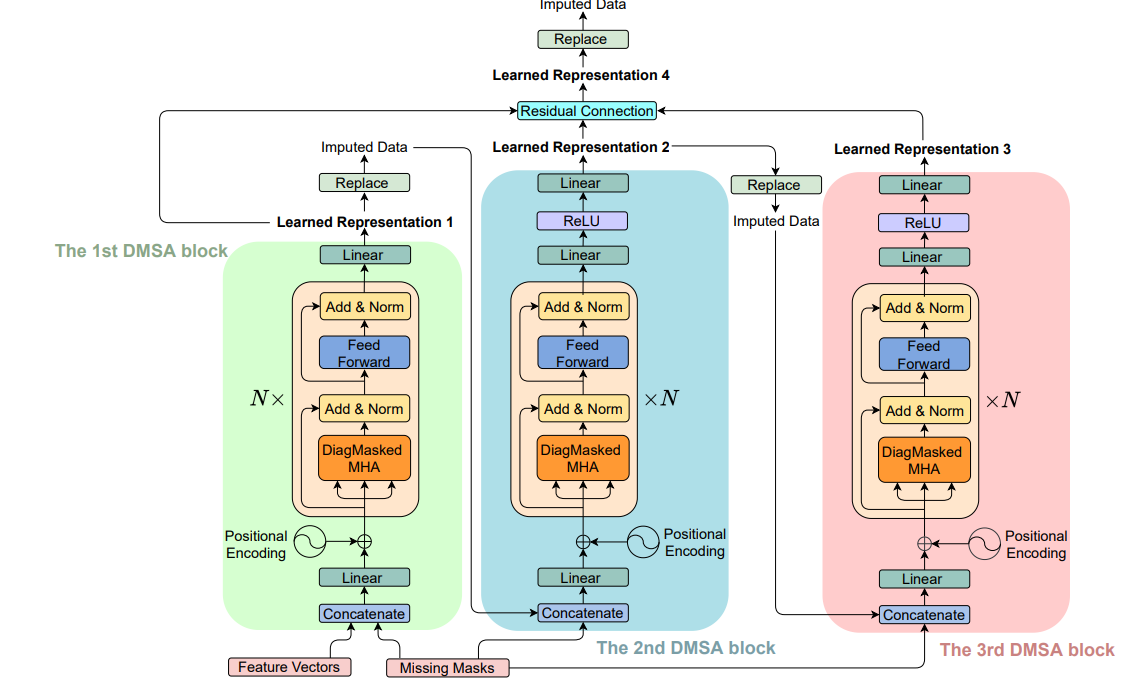 Imputed Data
Replace
Learned Representation 4
Residual Connection
Imputed Data
Replace
Learned Representation 1
The 1st DMSA block
Linear
Add & Norm
Feed
Forward
N×
Add & Norm
DiagMasked
MHA
Positional
Encoding
Linear
Concatenate
Feature Vectors
Missing Masks
Learned Representation 2
Linear
ReLU
Linear
Add & Norm
Feed
Forward
×N
Add & Norm
DiagMasked
MHA
Positional
Encoding
Linear
Concatenate
The 2nd DMSA block
Replace
Imputed Data
Learned Representation 3
Linear
ReLU
Linear
Add & Norm
Feed
Forward
×N
Add & Norm
DiagMasked
MHA
Positional
Encoding
Linear
Concatenate
The 3rd DMSA block